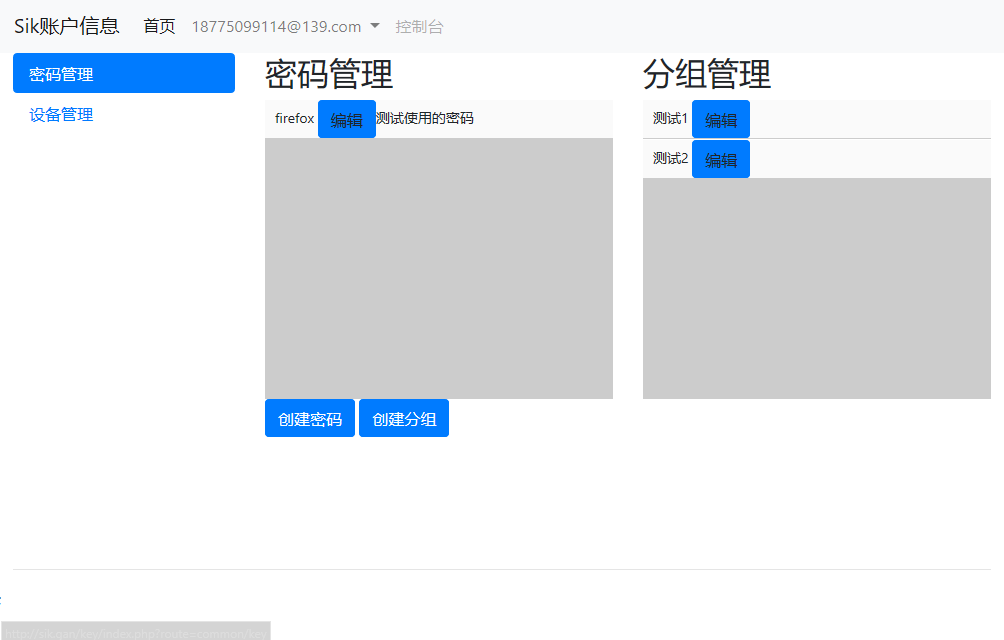 Sik账户信息 首页 18775099114@139.com 控制台
密码管理
设备管理
密码管理
firefox 编辑 测试使用的密码
创建密码 创建分组
分组管理
测试1 编辑
测试2 编辑
http://sik.qan/key/index.php?route=common/key